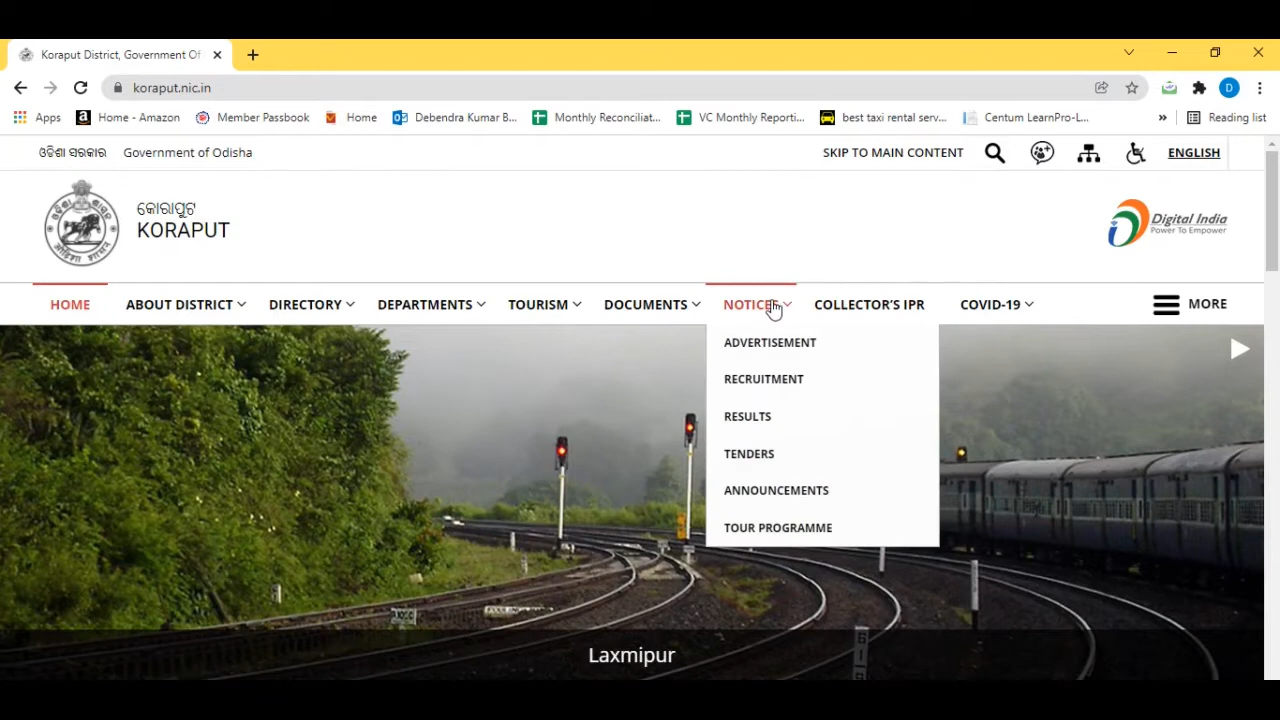 Koraput District, Government Of
koraput.nic.in
D
Apps
Home - Amazon
Member Passbook
Home
Debendra Kumar B...
Monthly Reconciliat...
VC Monthly Reporti...
best taxi rental serv...
Centum LearnPro-L...
»
Reading list
ଓଡିଶା ସରକାର
Government of Odisha
SKIP TO MAIN CONTENT
ENGLISH
କୋରାପୁଟ
KORAPUT
Digital India
Power To Empower
HOME
ABOUT DISTRICT
DIRECTORY
DEPARTMENTS
TOURISM
DOCUMENTS
NOTICES
COLLECTOR'S IPR
COVID-19
MORE
ADVERTISEMENT
RECRUITMENT
RESULTS
TENDERS
ANNOUNCEMENTS
TOUR PROGRAMME
Laxmipur